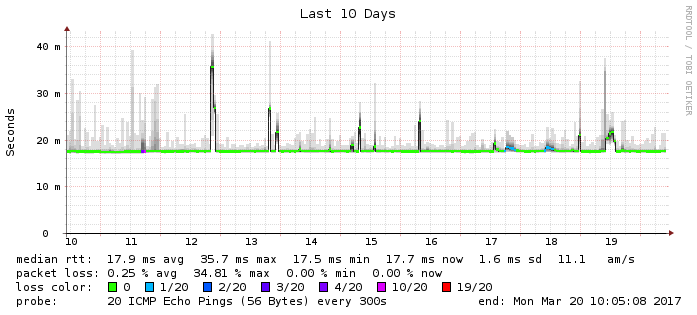 Last 10 Days
RRDTOOL / TOBI OETIKER
Seconds
40 m
30 m
20 m
10 m
0
10 11 12 13 14 15 16 17 18 19
median rtt: 17.9 ms avg 35.7 ms max 17.5 ms min 17.7 ms now 1.6 ms sd 11.1 am/s
packet loss: 0.25 % avg 34.81 % max 0.00 % min 0.00 % now
loss color: 0 1/20 2/20 3/20 4/20 10/20 19/20
probe: 20 ICMP Echo Pings (56 Bytes) every 300s end: Mon Mar 20 10:05:08 2017